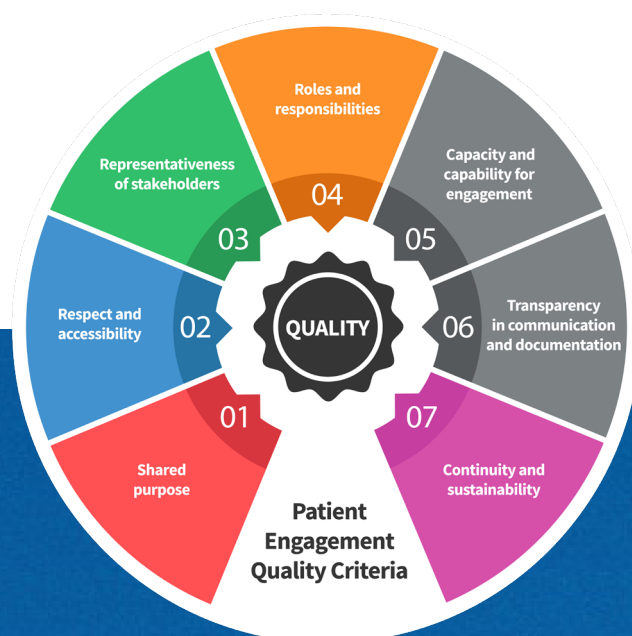 Roles and
responsibilities
04
Representativeness
of stakeholders
03
Capacity and
capability for
engagement
05
Respect and
accessibility
02
QUALITY
06
Transparency
in communication
and documentation
01
Shared
purpose
07
Continuity and
sustainability
Patient
Engagement
Quality Criteria